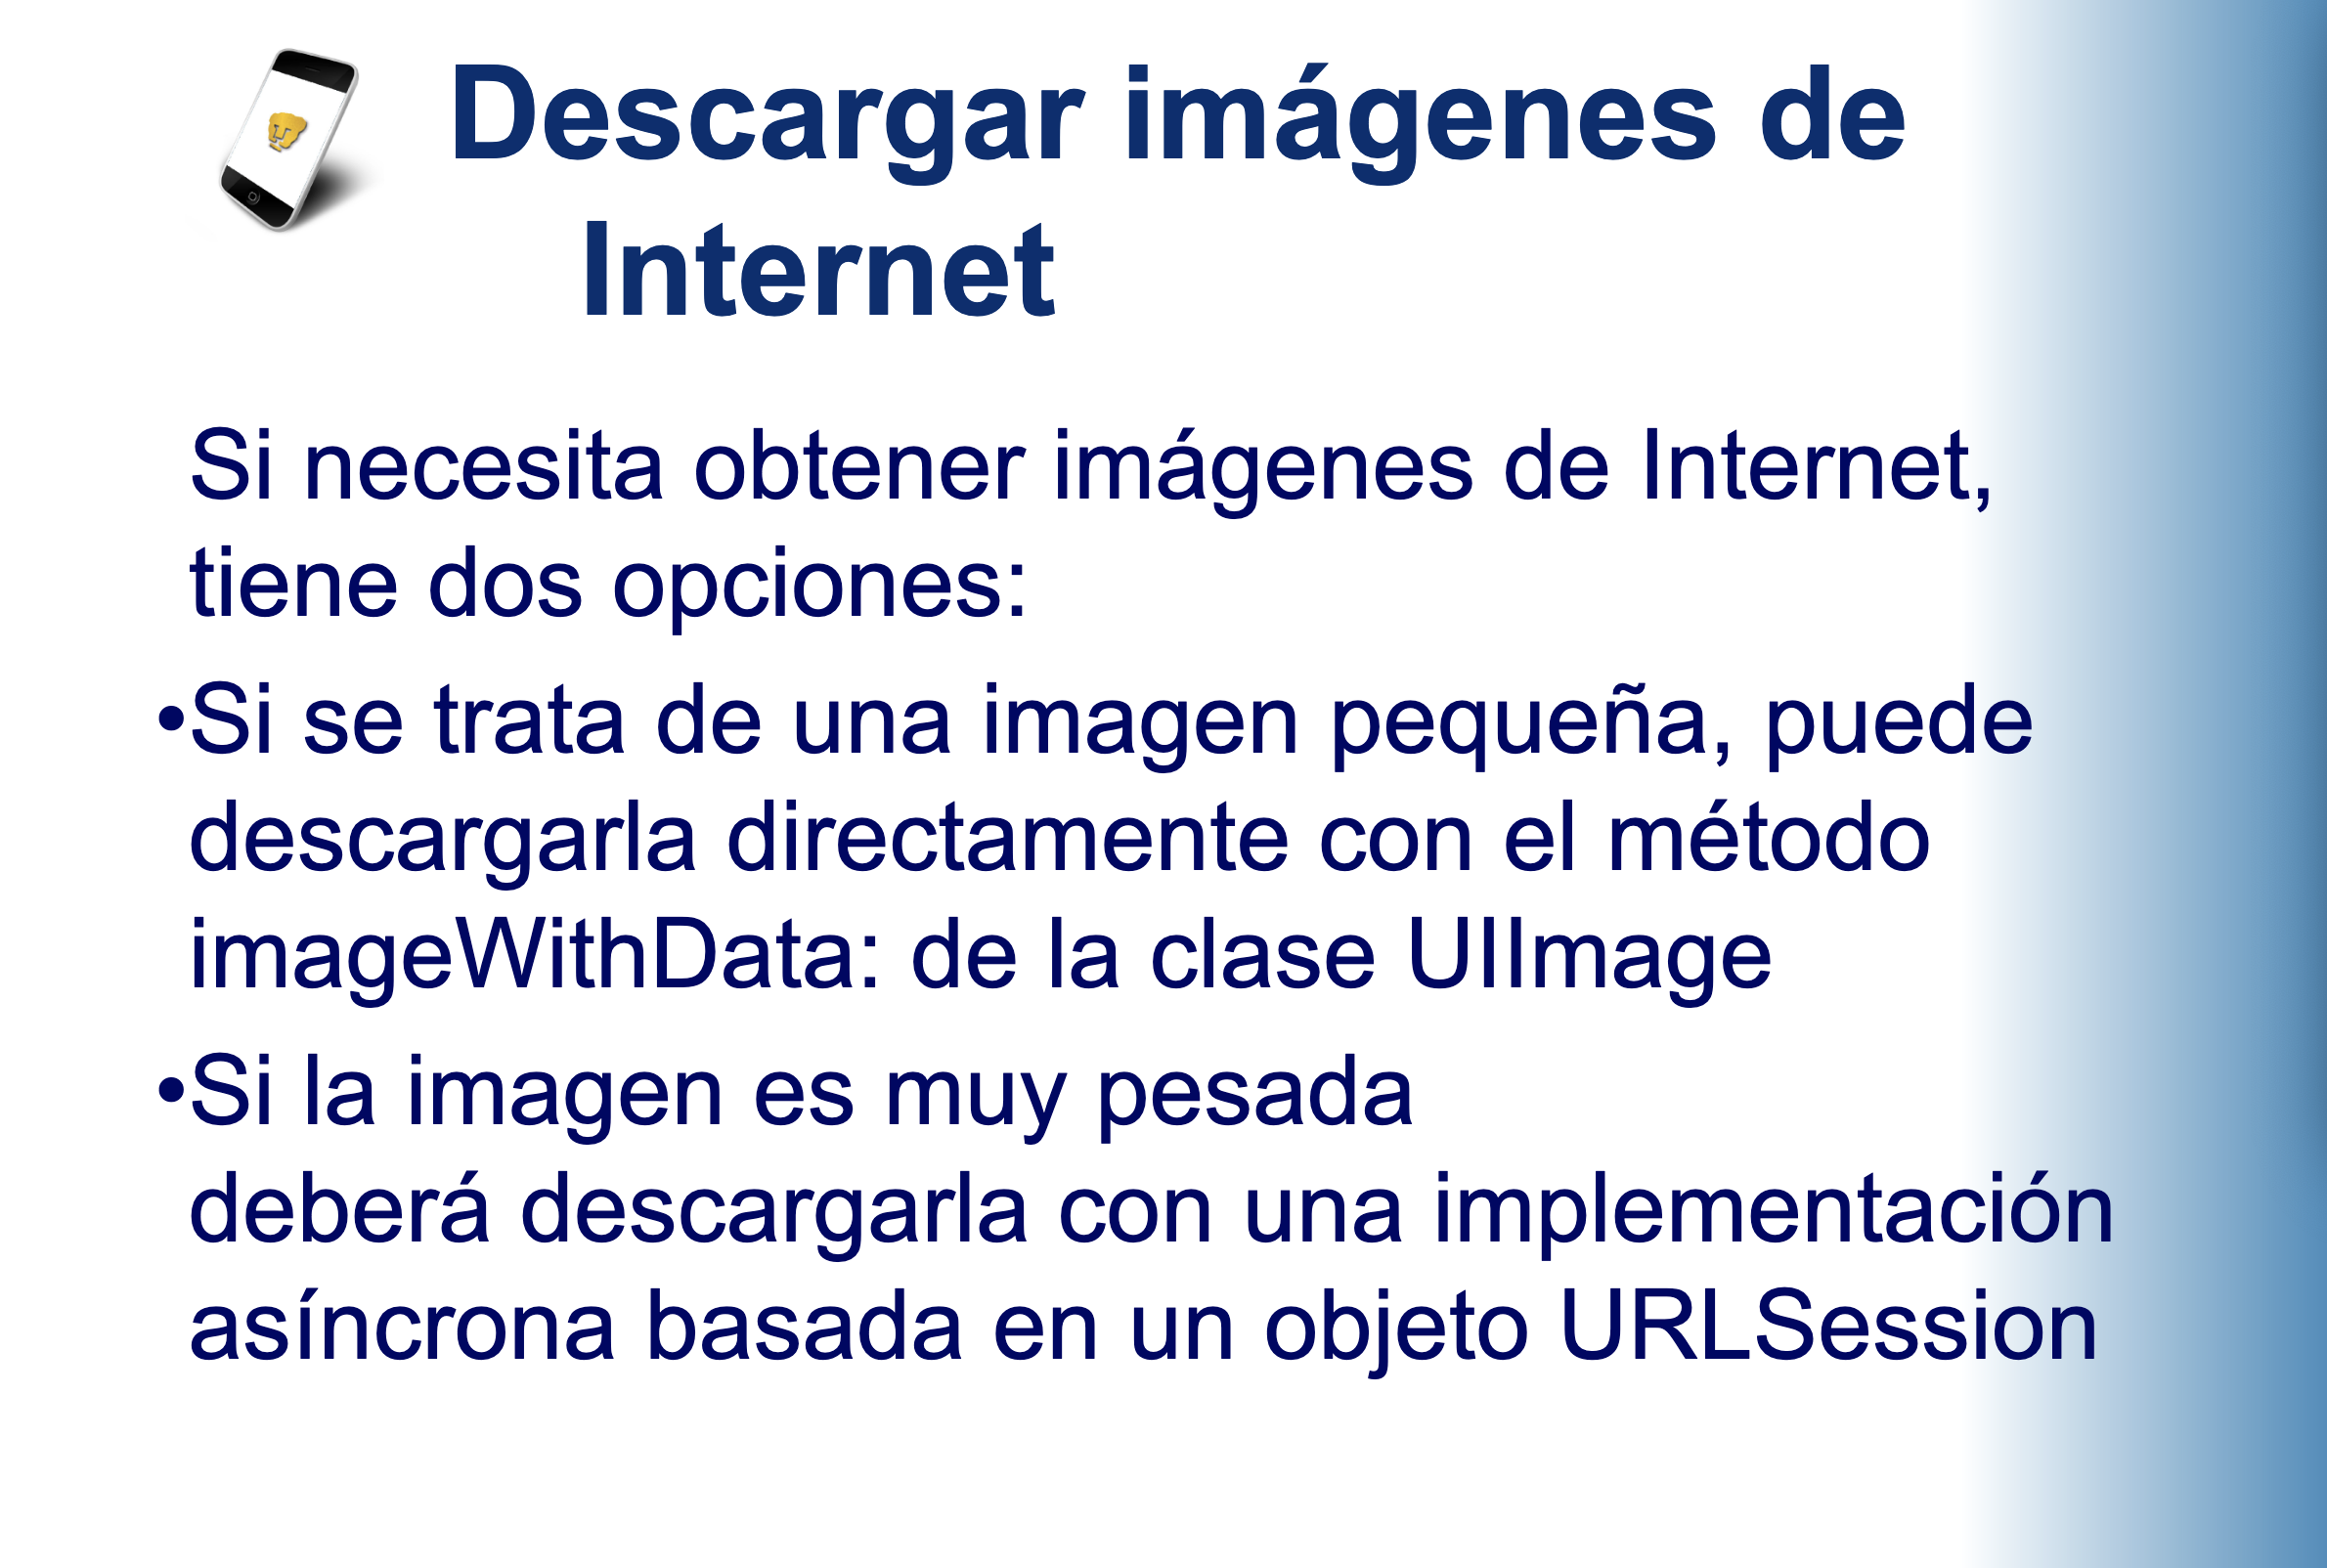 Descargar imágenes de
Internet
Si necesita obtener imágenes de Internet,
tiene dos opciones:
•Si se trata de una imagen pequeña, puede
descargarla directamente con el método
imageWithData: de la clase UIImage
•Si la imagen es muy pesada
deberá descargarla con una implementación
asíncrona basada en un objeto URLSession